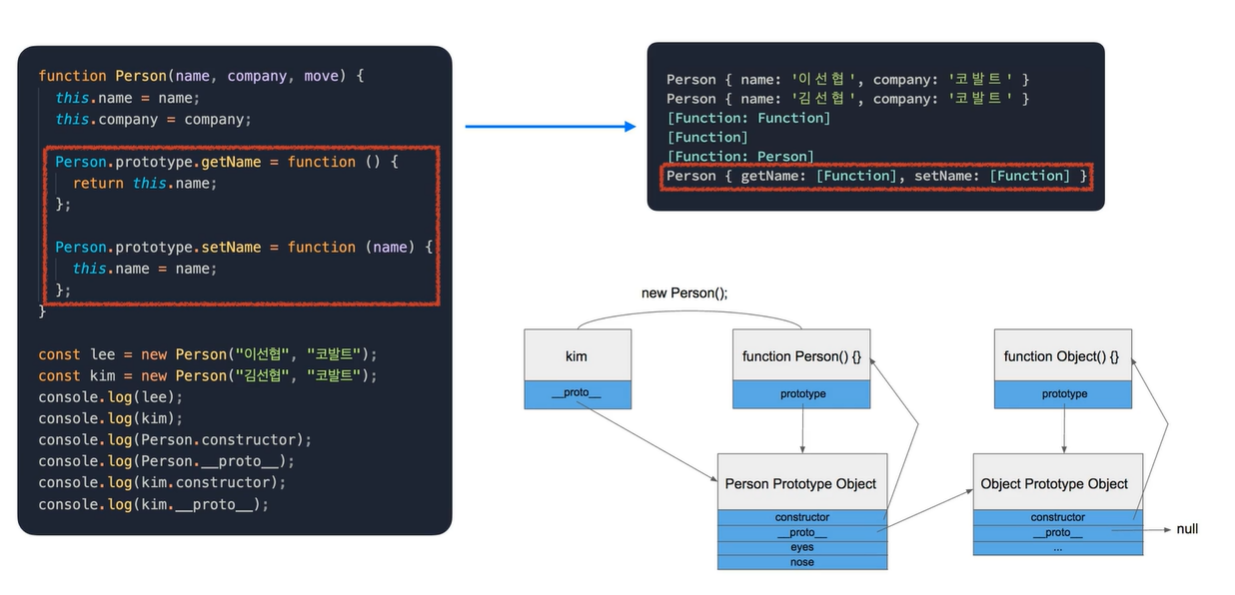 function Person(name, company, move) {
this.name = name;
this.company = company;
Person.prototype.getName = function () {
return this.name;
};
Person.prototype.setName = function (name) {
this.name = name;
};
}
const lee = new Person("이선협", "코발트");
const kim = new Person("김선협", "코발트");
console.log(lee);
console.log(kim);
console.log(Person.constructor);
console.log(Person.__proto__);
console.log(kim.constructor);
console.log(kim.__proto__);
Person { name: '이선협', company: '코발트' }
Person { name: '김선협', company: '코발트' }
[Function: Function]
[Function]
[Function: Person]
Person { getName: [Function], setName: [Function] }
new Person();
kim
__proto__
function Person() {}
prototype
function Object() {}
prototype
Person Prototype Object
constructor
__proto__
eyes
nose
Object Prototype Object
constructor
__proto__
...
null